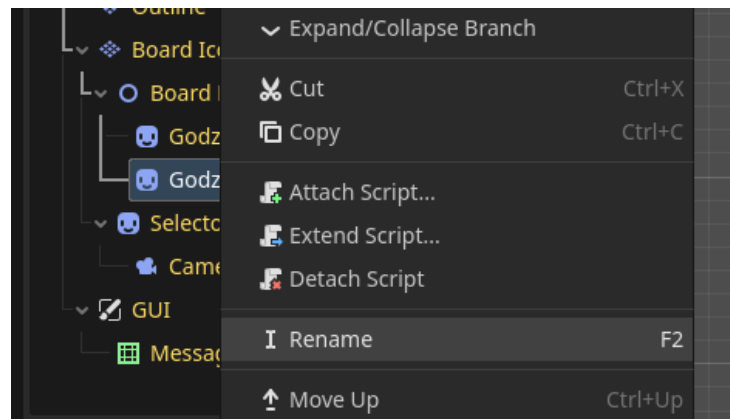 Outline
Expand/Collapse Branch
Board Ico
Cut Ctrl+X
Board
Copy Ctrl+C
Godz
Godz
Attach Script...
Selecto
Extend Script...
Came
Detach Script
GUI
Rename F2
Messag
Move Up Ctrl+Up